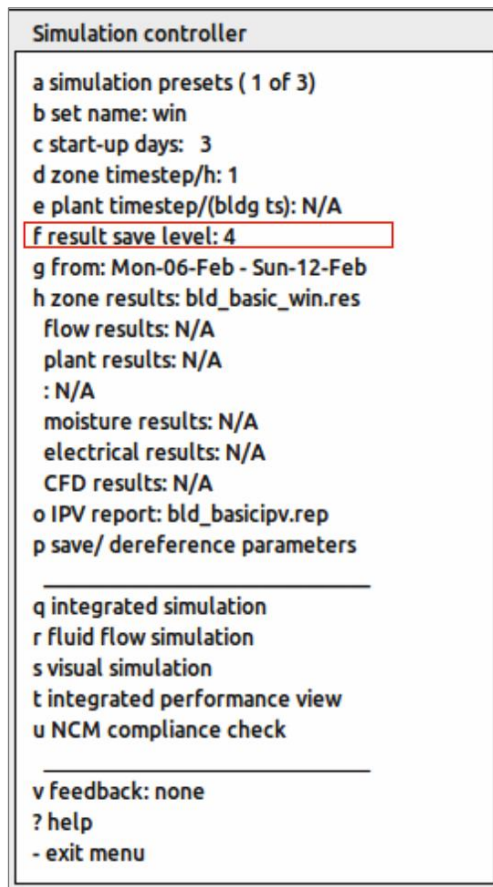 Simulation controller
a simulation presets ( 1 of 3)
b set name: win
c start-up days:   3
d zone timestep/h: 1
e plant timestep/(bldg ts): N/A
f result save level: 4
g from: Mon-06-Feb - Sun-12-Feb
h zone results: bld_basic_win.res
flow results: N/A
plant results: N/A
: N/A
moisture results: N/A
electrical results: N/A
CFD results: N/A
o IPV report: bld_basicipv.rep
p save/ dereference parameters
q integrated simulation
r fluid flow simulation
s visual simulation
t integrated performance view
u NCM compliance check
v feedback: none
? help
- exit menu